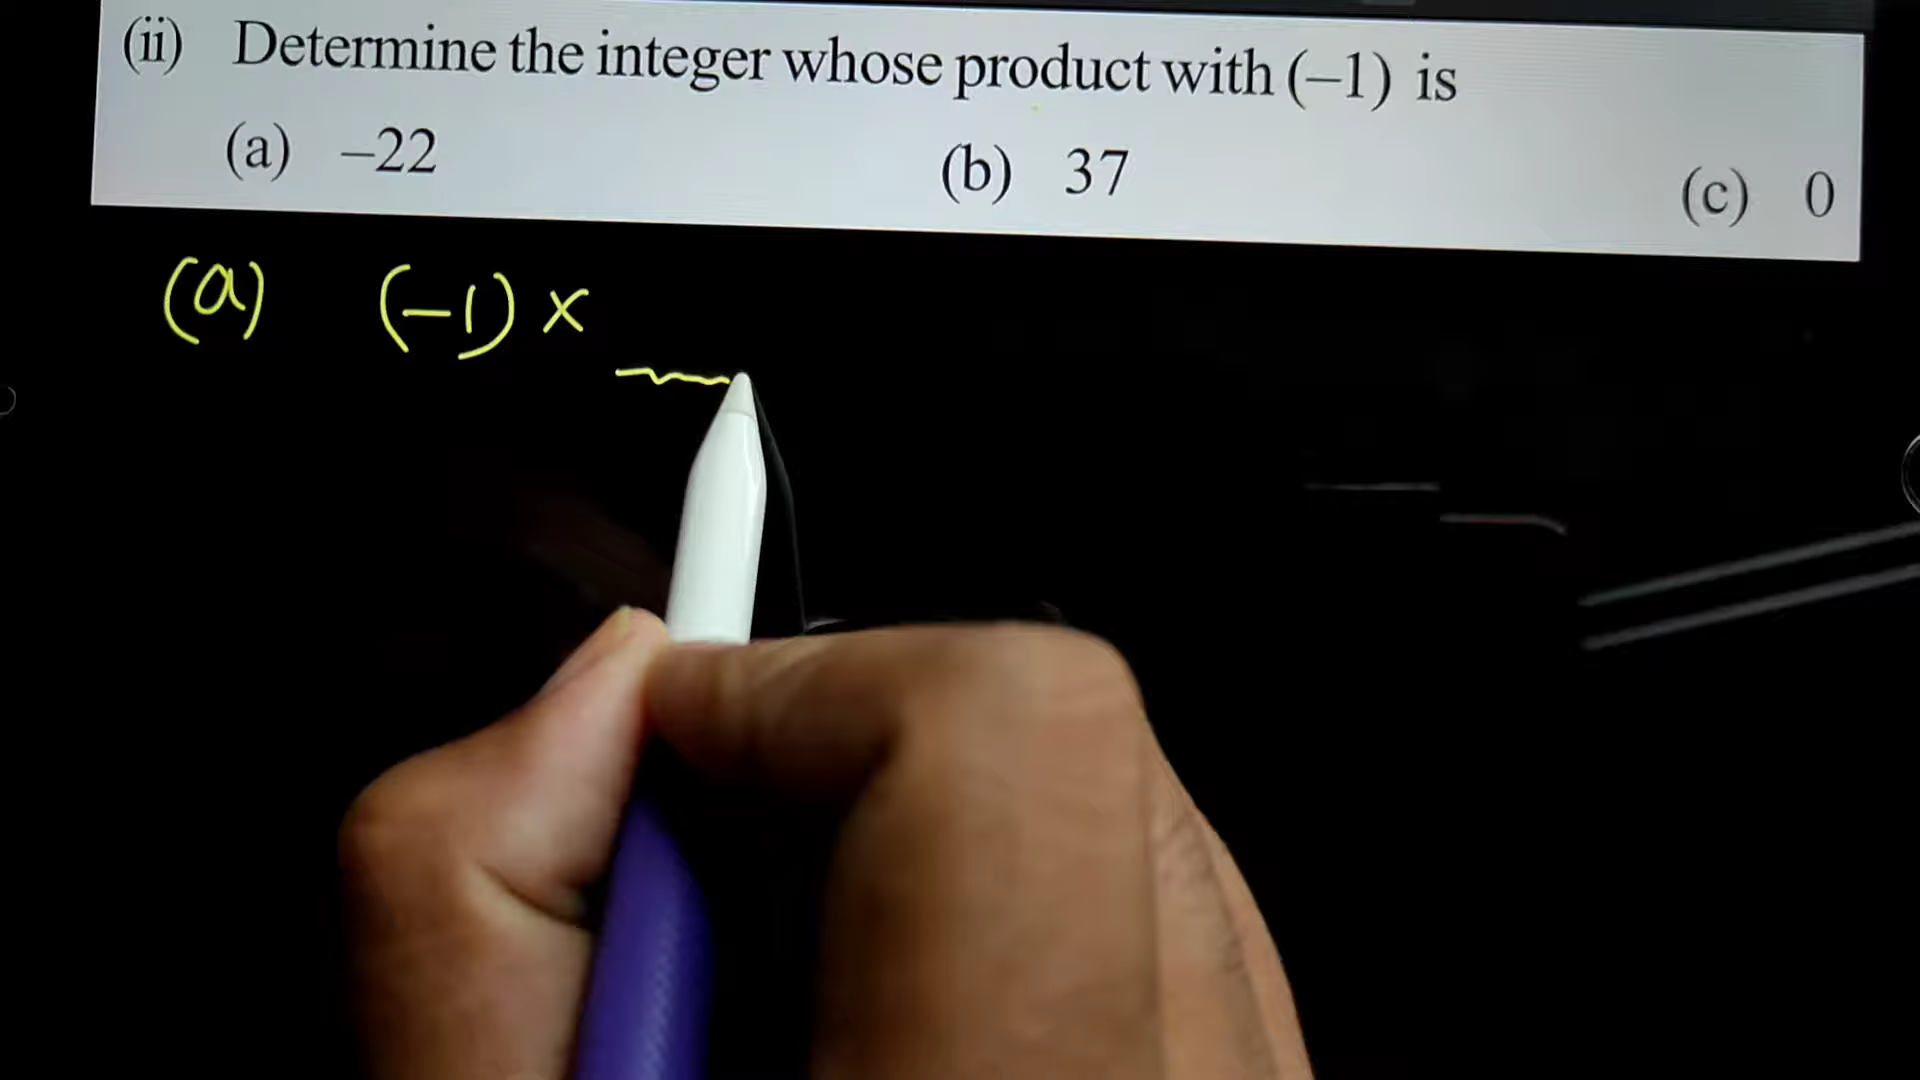 (ii) Determine the integer whose product with (–1) is
(a) –22 (b) 37 (c) 0
(a) (-1) ×